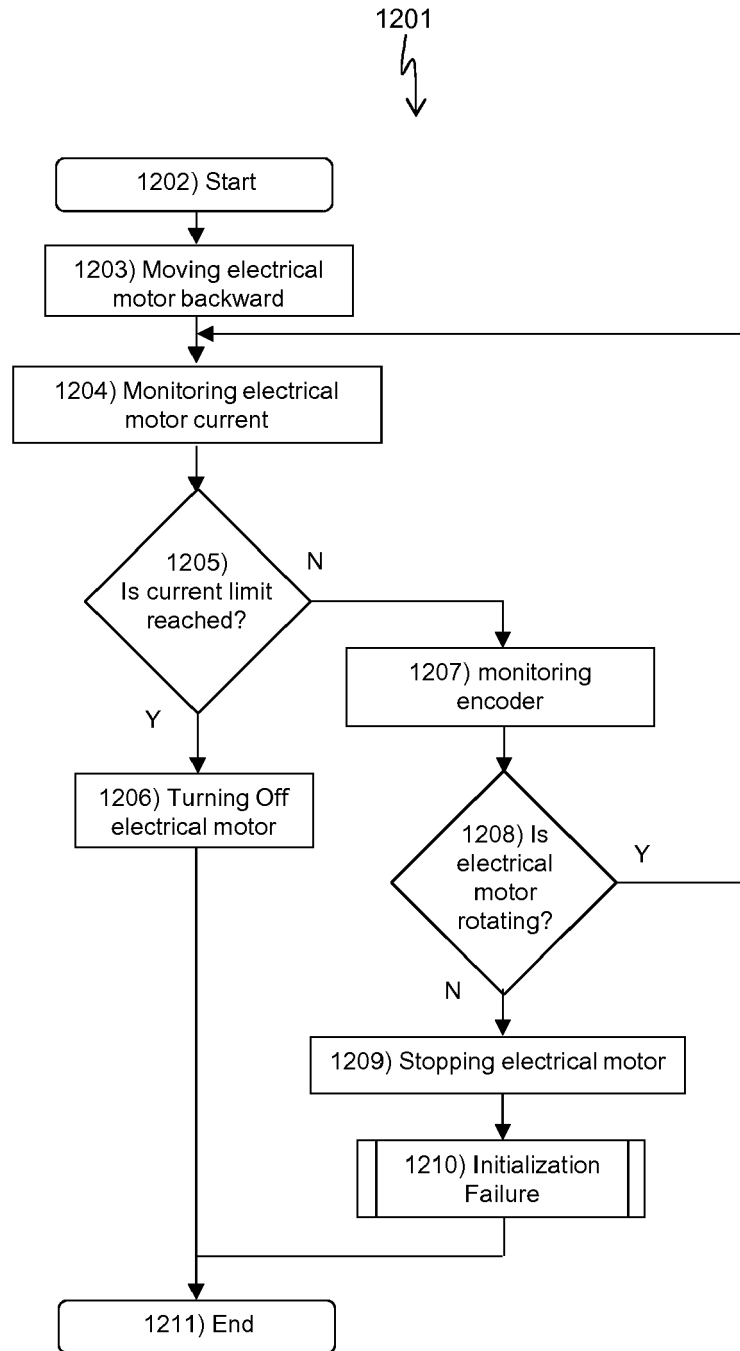 1201
1202) Start
1203) Moving electrical
motor backward
1204) Monitoring electrical
motor current
1205)
Is current limit
reached?
N
Y
1207) monitoring
encoder
1206) Turning Off
electrical motor
1208) Is
electrical
motor
rotating?
Y
N
1209) Stopping electrical motor
1210) Initialization
Failure
1211) End